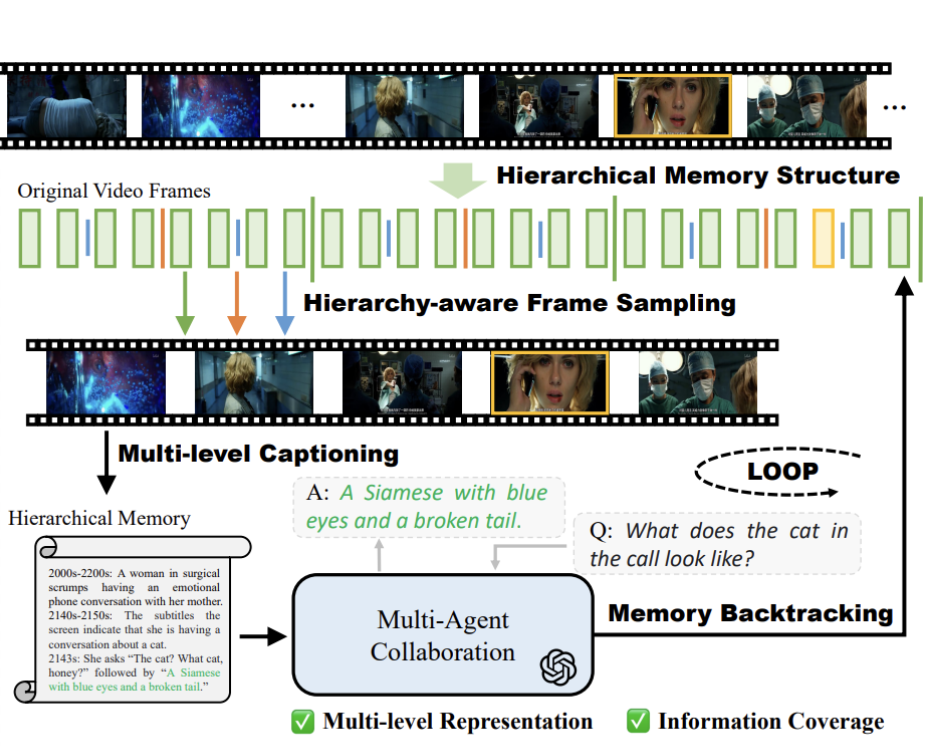 ...
...
Hierarchical Memory Structure
Original Video Frames
Hierarchy-aware Frame Sampling
Multi-level Captioning
LOOP
Hierarchical Memory
A: A Siamese with blue
eyes and a broken tail.
Q: What does the cat in
the call look like?
2000s-2200s: A woman in surgical
scrumps having an emotional
phone conversation with her mother.
2140s-2150s: The subtitles the
screen indicate that she is having a
conversation about a cat.
2143s: She asks “The cat? What cat,
honey?” followed by “A Siamese
with blue eyes and a broken tail.”
Multi-Agent
Collaboration
Memory Backtracking
✅ Multi-level Representation ✅ Information Coverage